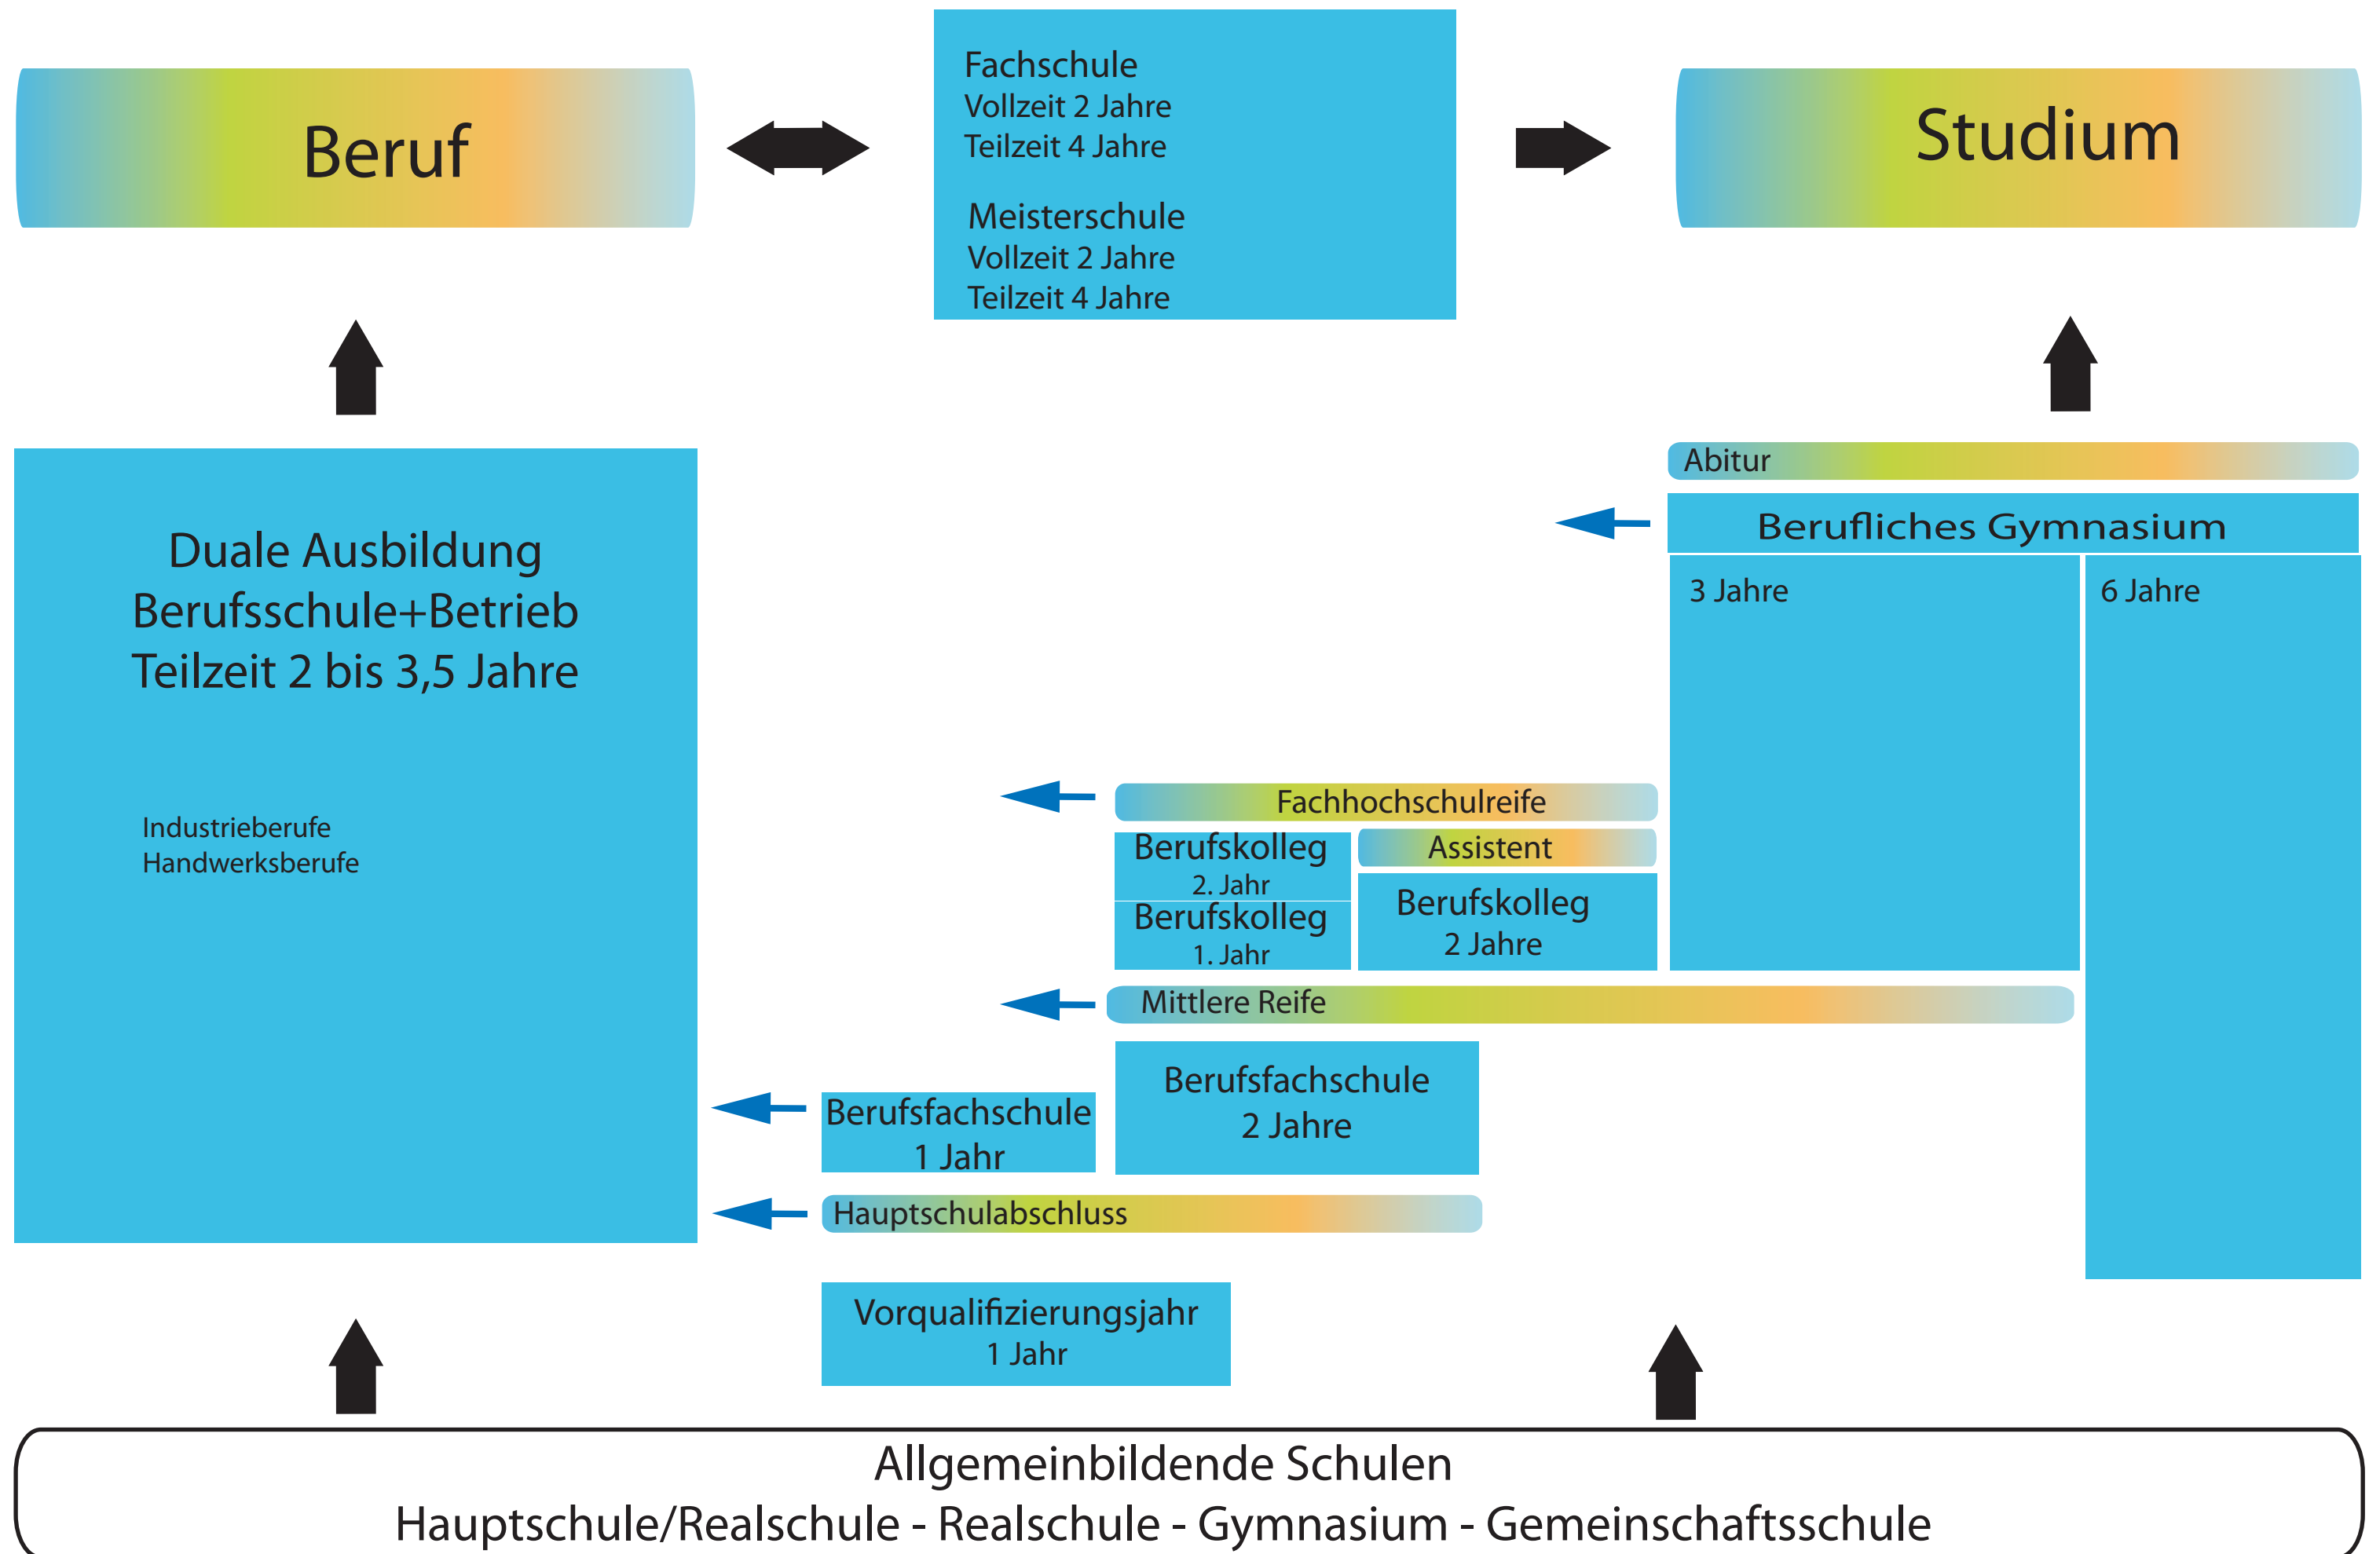 Beruf
Fachschule
Vollzeit 2 Jahre
Teilzeit 4 Jahre
Meisterschule
Vollzeit 2 Jahre
Teilzeit 4 Jahre
Studium
Duale Ausbildung
Berufsschule+Betrieb
Teilzeit 2 bis 3,5 Jahre
Industrieberufe
Handwerksberufe
Abitur
Berufliches Gymnasium
3 Jahre
6 Jahre
Fachhochschulreife
Berufskolleg
2. Jahr
Berufskolleg
1. Jahr
Assistent
Berufskolleg
2 Jahre
Mittlere Reife
Berufsfachschule
1 Jahr
Berufsfachschule
2 Jahre
Hauptschulabschluss
Vorqualifizierungsjahr
1 Jahr
Allgemeinbildende Schulen
Hauptschule/Realschule - Realschule - Gymnasium - Gemeinschaftsschule